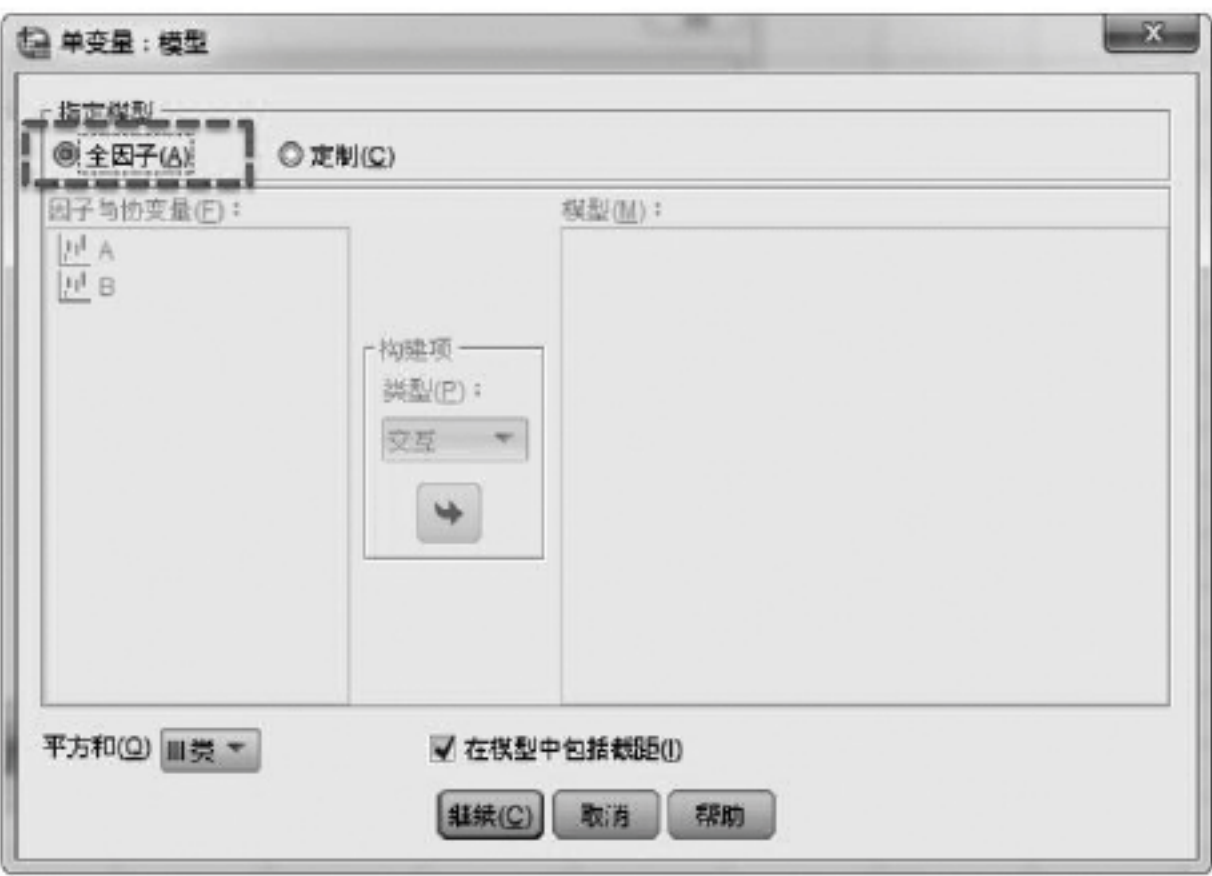 单变量：模型
指定模型
全因子(A) 定制(C)
因子与协变量(F)： 模型(M)：
A
B
构建项
类型(P)：
交互
平方和(Q) III类 在模型中包括截距(I)
继续(C) 取消 帮助